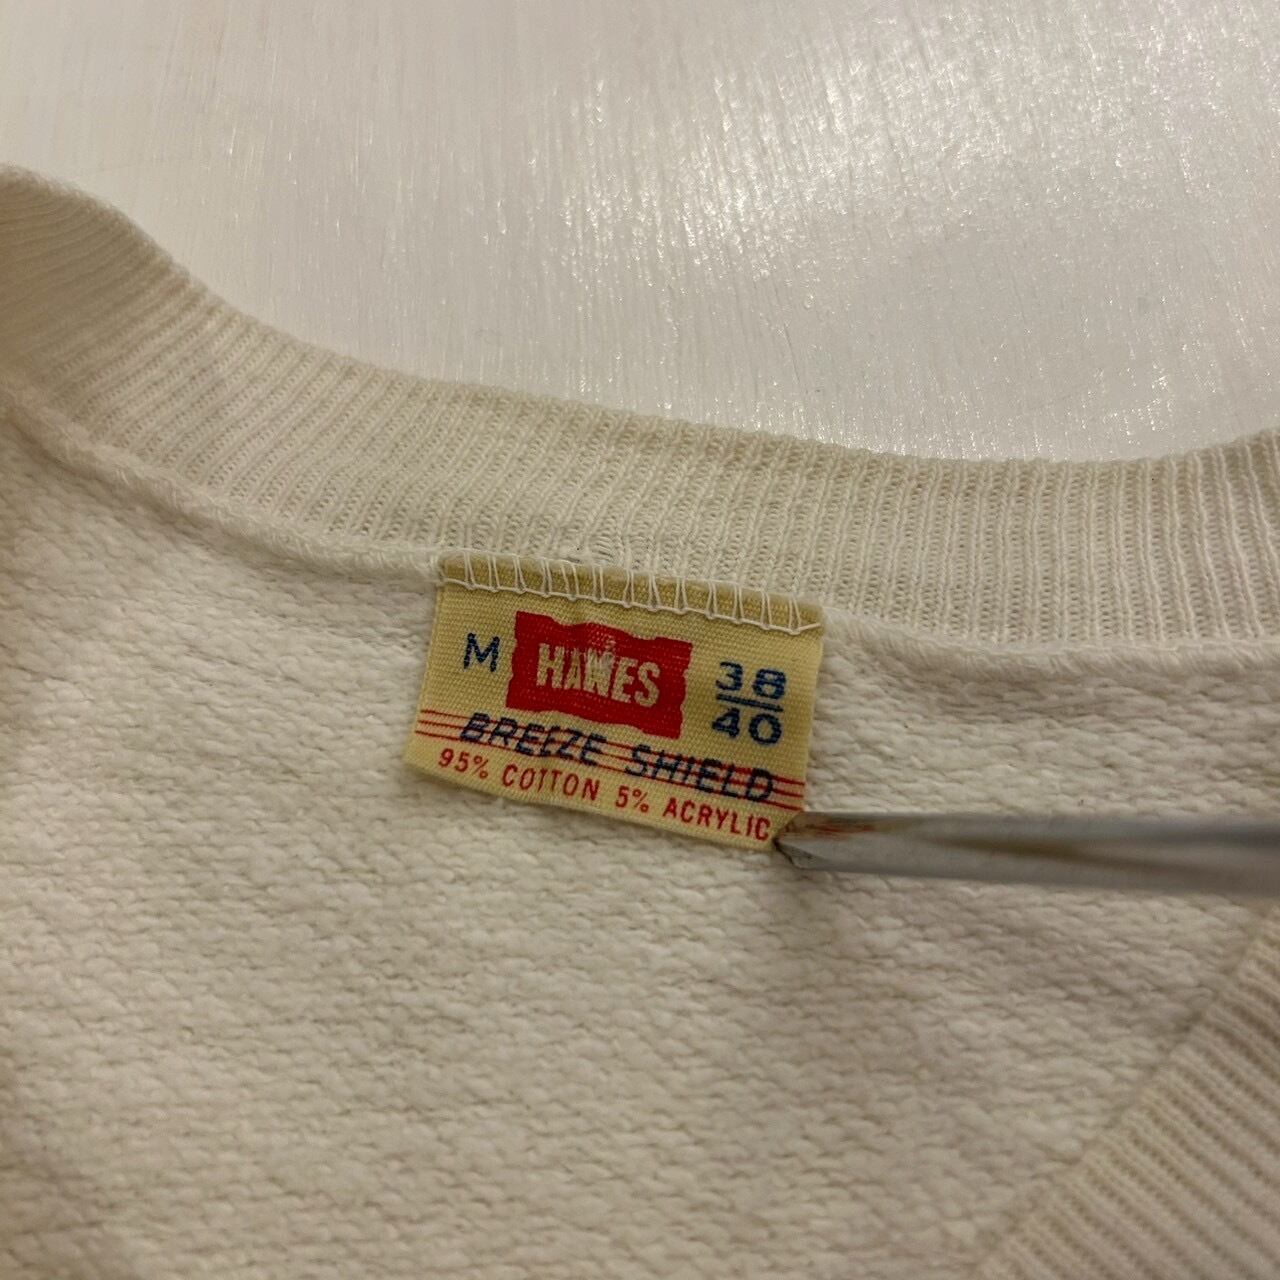 M HANES 38/40
BREEZE SHIELD
95% COTTON 5% ACRYLIC